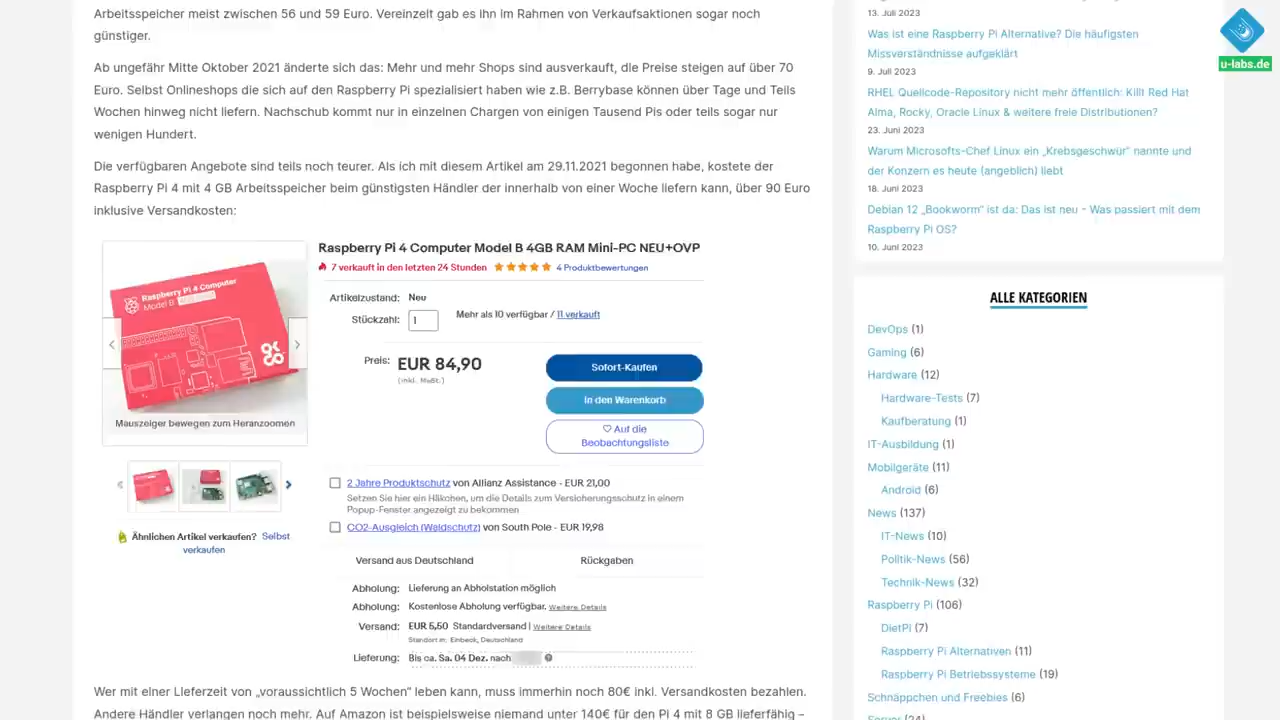 Arbeitsspeicher meist zwischen 56 und 59 Euro. Vereinzelt gab es ihn im Rahmen von Verkaufsaktionen sogar noch
günstiger.
Ab ungefähr Mitte Oktober 2021 änderte sich das: Mehr und mehr Shops sind ausverkauft, die Preise steigen auf über 70
Euro. Selbst Onlineshops die sich auf den Raspberry Pi spezialisiert haben wie z.B. Berrybase können über Tage und Teils
Wochen hinweg nicht liefern. Nachschub kommt nur in einzelnen Chargen von einigen Tausend Pis oder teils sogar nur
wenigen Hundert.
Die verfügbaren Angebote sind teils noch teurer. Als ich mit diesem Artikel am 29.11.2021 begonnen habe, kostete der
Raspberry Pi 4 mit 4 GB Arbeitsspeicher beim günstigsten Händler der innerhalb von einer Woche liefern kann, über 90 Euro
inklusive Versandkosten:
Raspberry Pi 4 Computer
Model B
Mauszeiger bewegen zum Heranzoomen
Ähnlichen Artikel verkaufen? Selbst
verkaufen
Raspberry Pi 4 Computer Model B 4GB RAM Mini-PC NEU+OVP
7 verkauft in den letzten 24 Stunden 4 Produktbewertungen
Artikelzustand: Neu
Stückzahl: 1 Mehr als 10 verfügbar / 11 verkauft
Preis: EUR 84,90
(inkl. MwSt.)
Sofort-Kaufen
In den Warenkorb
Auf die
Beobachtungsliste
2 Jahre Produktschutz von Allianz Assistance - EUR 21,00
Setzen Sie hier ein Häkchen, um die Details zum Versicherungsschutz in einem
Popup-Fenster angezeigt zu bekommen
CO2-Ausgleich (Waldschutz) von South Pole - EUR 19,98
Versand aus Deutschland Rückgaben
Abholung: Lieferung an Abholstation möglich
Abholung: Kostenlose Abholung verfügbar. Weitere Details
Versand: EUR 5,50 Standardversand | Weitere Details
Standort in: Einbeck, Deutschland
Lieferung: Bis ca. Sa. 04 Dez. nach
Wer mit einer Lieferzeit von „voraussichtlich 5 Wochen“ leben kann, muss immerhin noch 80€ inkl. Versandkosten bezahlen.
Andere Händler verlangen noch mehr. Auf Amazon ist beispielsweise niemand unter 140€ für den Pi 4 mit 8 GB lieferfähig –
13. Juli 2023
Was ist eine Raspberry Pi Alternative? Die häufigsten
Missverständnisse aufgeklärt
9. Juli 2023
RHEL Quellcode-Repository nicht mehr öffentlich: Killt Red Hat
Alma, Rocky, Oracle Linux & weitere freie Distributionen?
23. Juni 2023
Warum Microsofts-Chef Linux ein „Krebsgeschwür“ nannte und
der Konzern es heute (angeblich) liebt
18. Juni 2023
Debian 12 „Bookworm“ ist da: Das ist neu - Was passiert mit dem
Raspberry Pi OS?
10. Juni 2023
ALLE KATEGORIEN
DevOps (1)
Gaming (6)
Hardware (12)
Hardware-Tests (7)
Kaufberatung (1)
IT-Ausbildung (1)
Mobilgeräte (11)
Android (6)
News (137)
IT-News (10)
Politik-News (56)
Technik-News (32)
Raspberry Pi (106)
DietPi (7)
Raspberry Pi Alternativen (11)
Raspberry Pi Betriebssysteme (19)
Schnäppchen und Freebies (6)
Server (24)
u-labs.de